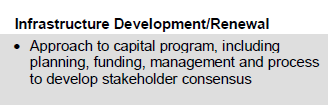 Infrastructure Development/Renewal
• Approach to capital program, including
planning, funding, management and process
to develop stakeholder consensus